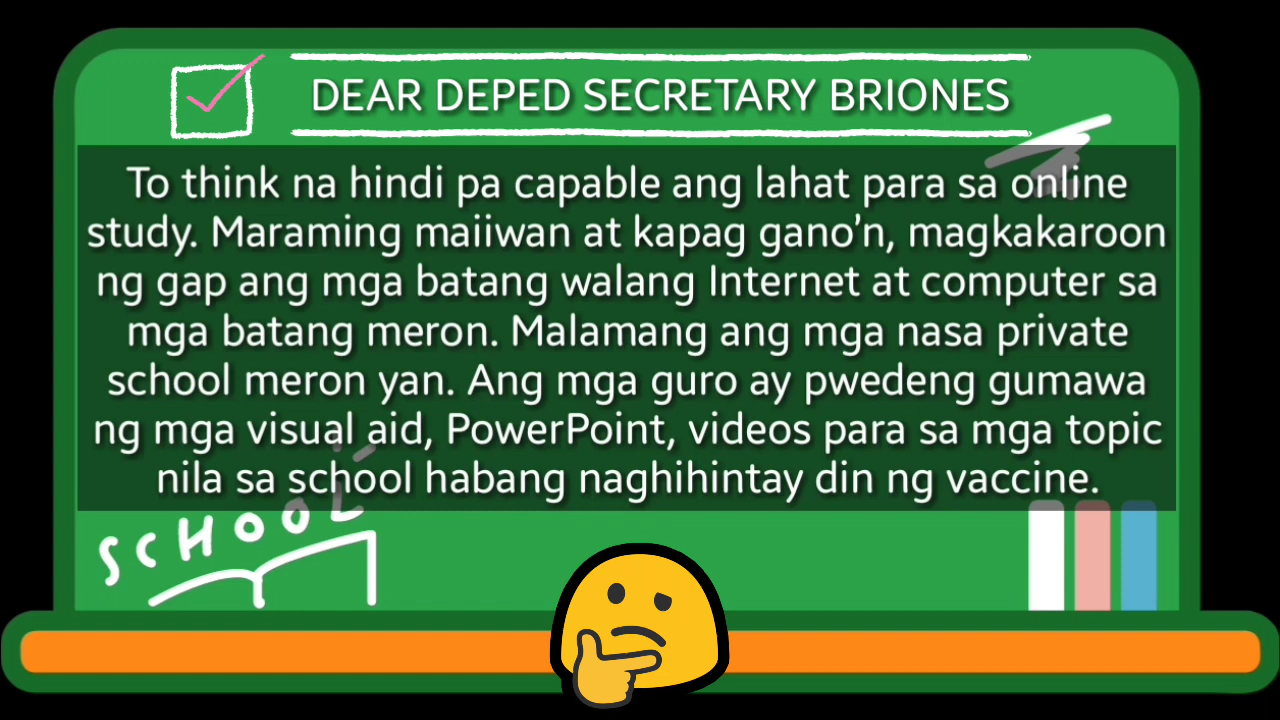 DEAR DEPED SECRETARY BRIONES
To think na hindi pa capable ang lahat para sa online
study. Maraming maiiwan at kapag gano’n, magkakaroon
ng gap ang mga batang walang Internet at computer sa
mga batang meron. Malamang ang mga nasa private
school meron yan. Ang mga guro ay pwedeng gumawa
ng mga visual aid, PowerPoint, videos para sa mga topic
nila sa school habang naghihintay din ng vaccine.
SCHOOL